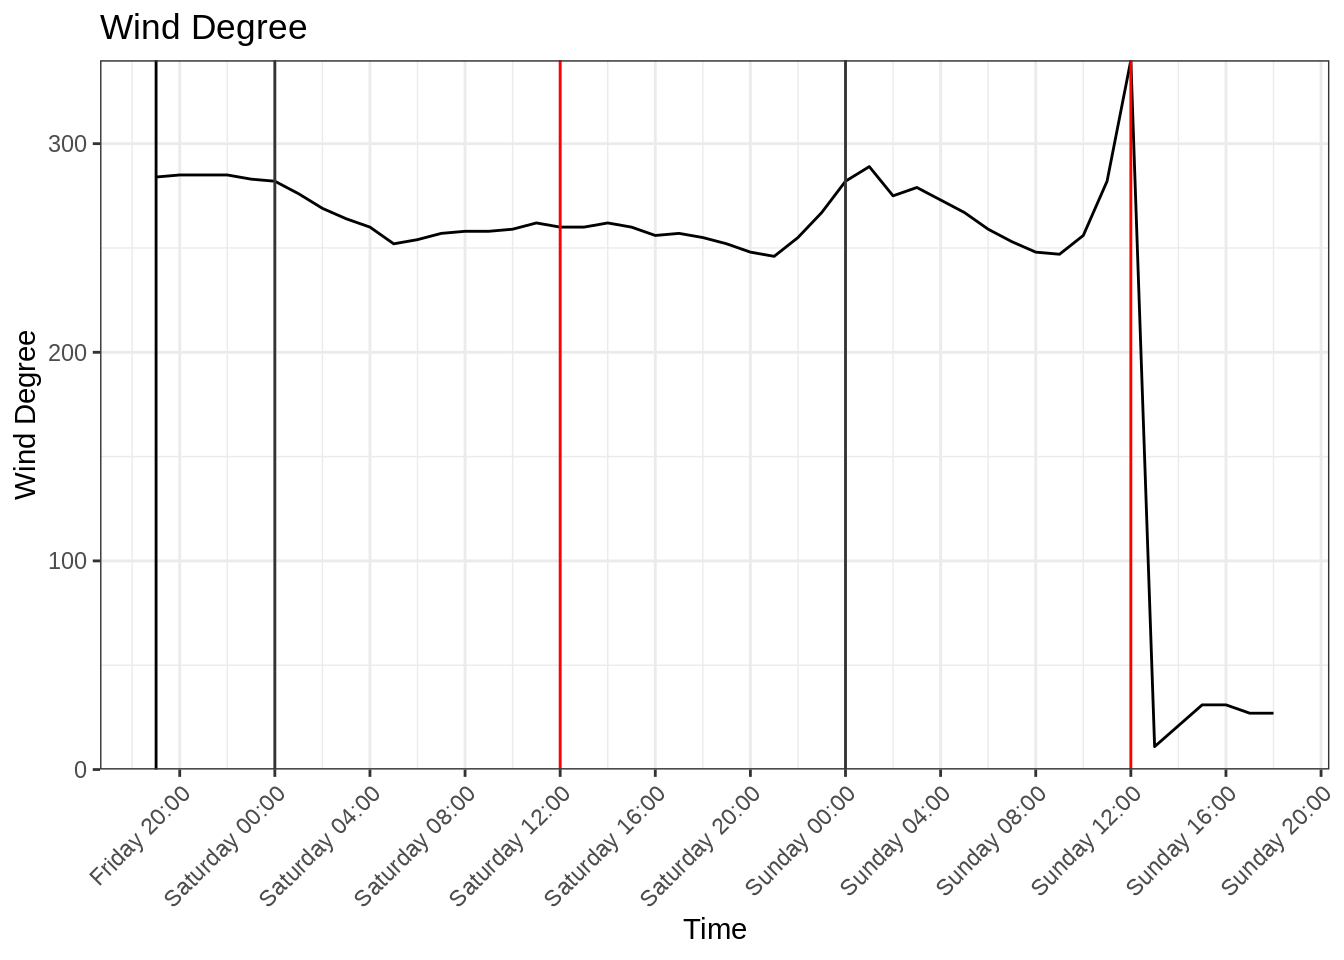 Wind Degree
Wind Degree
300
200
100
0
Friday 20:00
Saturday 00:00
Saturday 04:00
Saturday 08:00
Saturday 12:00
Saturday 16:00
Saturday 20:00
Sunday 00:00
Sunday 04:00
Sunday 08:00
Sunday 12:00
Sunday 16:00
Sunday 20:00
Time